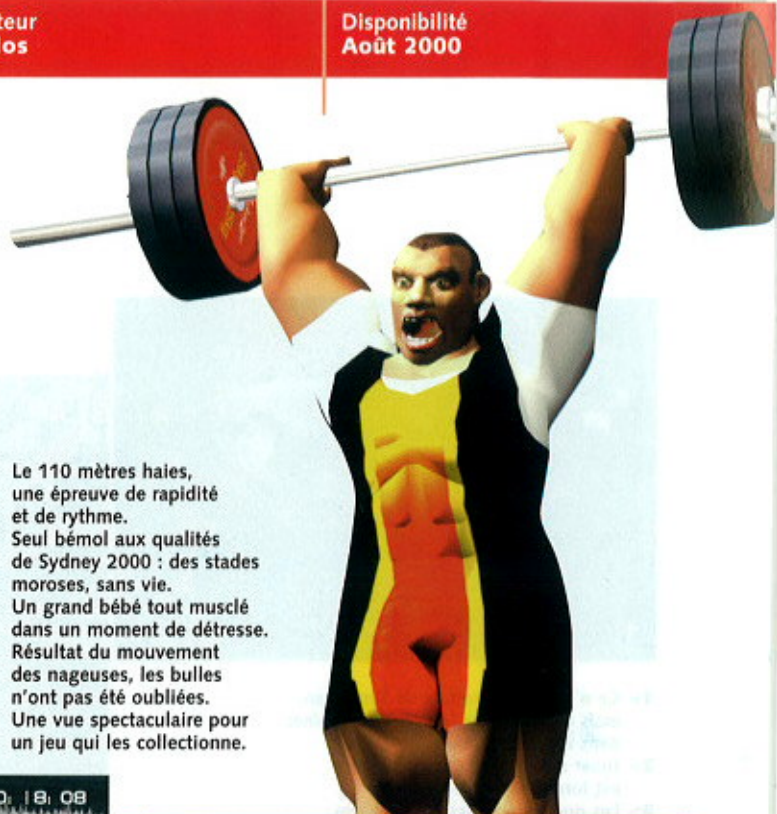 Disponibilité
Août 2000
Le 110 mètres haies,
une épreuve de rapidité
et de rythme.
Seul bémol aux qualités
de Sydney 2000 : des stades
moroses, sans vie.
Un grand bébé tout musclé
dans un moment de détresse.
Résultat du mouvement
des nageuses, les bulles
n'ont pas été oubliées.
Une vue spectaculaire pour
un jeu qui les collectionne.
18: 08